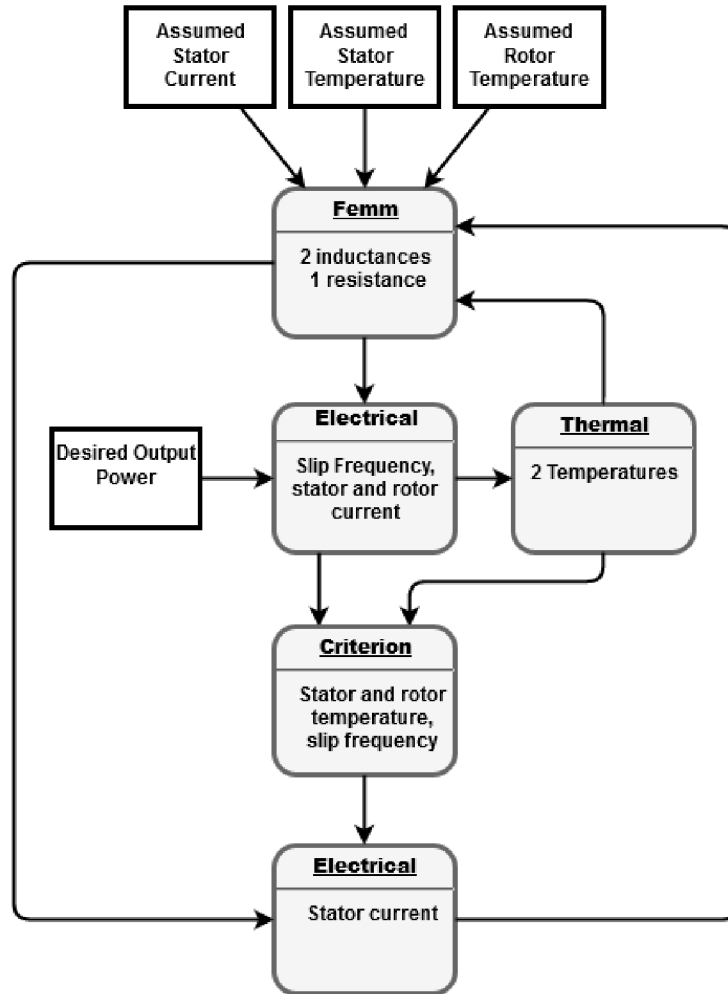 Assumed
Stator
Current
Assumed
Stator
Temperature
Assumed
Rotor
Temperature
Femm
2 inductances
1 resistance
Desired Output
Power
Electrical
Slip Frequency,
stator and rotor
current
Thermal
2 Temperatures
Criterion
Stator and rotor
temperature,
slip frequency
Electrical
Stator current